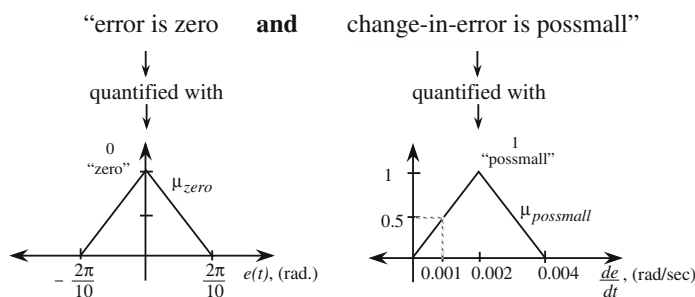 “error is zero and change-in-error is possmall”
quantified with quantified with
0
“zero”
μzero
− 2π/10
2π/10
e(t), (rad.)
1
“possmall”
1
0.5
μpossmall
0.001 0.002 0.004
de/dt , (rad/sec)